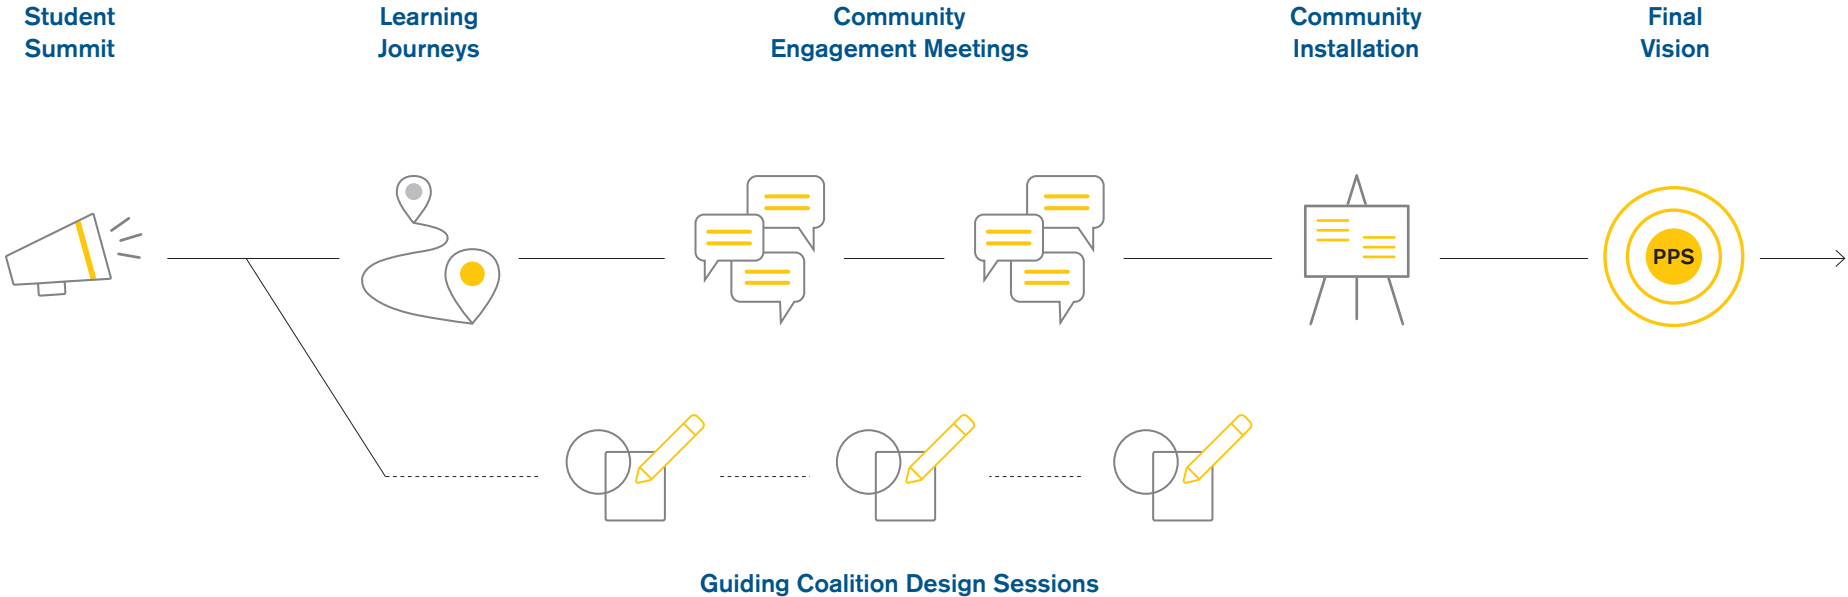 Student
Summit
Learning
Journeys
Community
Engagement Meetings
Community
Installation
Final
Vision
PPS
Guiding Coalition Design Sessions